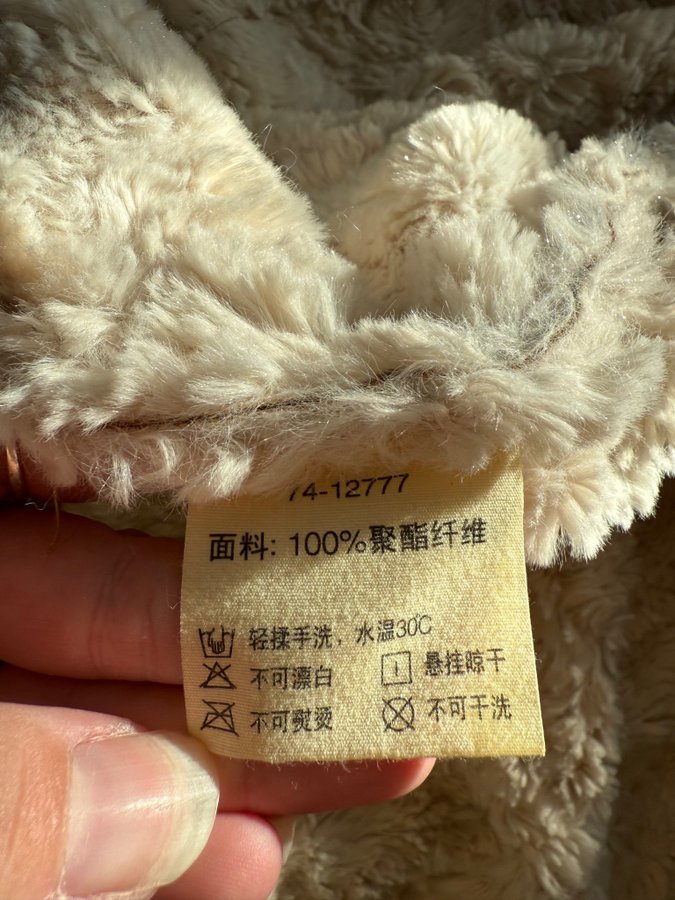 74-12777
面料: 100%聚酯纤维
轻揉手洗，水温30℃
不可漂白 悬挂晾干
不可熨烫 不可干洗